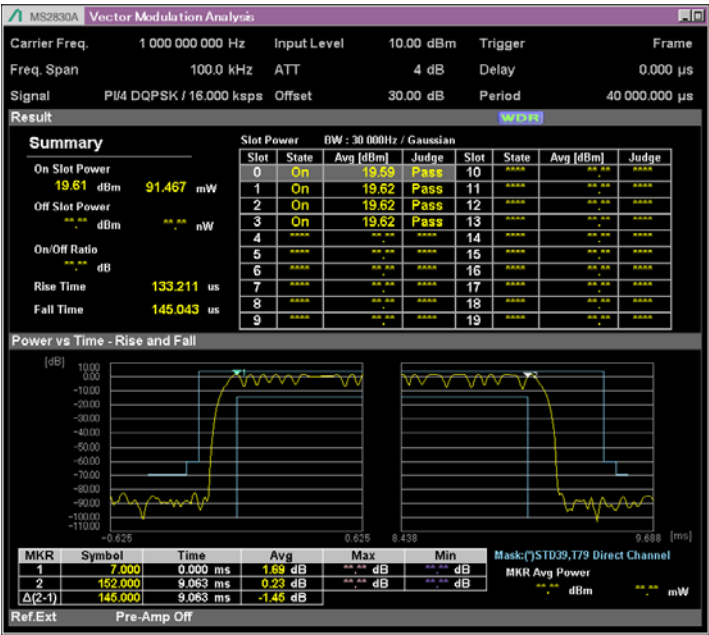 MS2830A Vector Modulation Analysis
Carrier Freq. 1 000 000 000 Hz Input Level 10.00 dBm Trigger Frame
Freq. Span 100.0 kHz ATT 4 dB Delay 0.000 µs
Signal PI/4 DQPSK / 16.000 ksps Offset 30.00 dB Period 40 000.000 µs
Result WDR
Summary
On Slot Power
19.61 dBm 91.467 mW
Off Slot Power
**.** dBm **.** nW
On/Off Ratio
**.** dB
Rise Time 133.211 us
Fall Time 145.043 us
Slot Power BW : 30 000Hz / Gaussian
Slot State Avg [dBm] Judge Slot State Avg [dBm] Judge
0 On 19.59 Pass 10 **** **.** ****
1 On 19.62 Pass 11 **** **.** ****
2 On 19.62 Pass 12 **** **.** ****
3 On 19.62 Pass 13 **** **.** ****
4 **** **.** **** 14 **** **.** ****
5 **** **.** **** 15 **** **.** ****
6 **** **.** **** 16 **** **.** ****
7 **** **.** **** 17 **** **.** ****
8 **** **.** **** 18 **** **.** ****
9 **** **.** **** 19 **** **.** ****
Power vs Time - Rise and Fall
[dB]
10.00
0.00
-10.00
-20.00
-30.00
-40.00
-50.00
-60.00
-70.00
-80.00
-90.00
-100.00
-110.00
1
2
-0.625 0.625 8.438 9.688 [ms]
MKR Symbol Time Avg Max Min
1 7.000 0.000 ms 1.69 dB **.** dB **.** dB
2 152.000 9.063 ms 0.23 dB **.** dB **.** dB
Δ(2-1) 145.000 9.063 ms -1.45 dB
Mask:(*)STD39,T79 Direct Channel
MKR Avg Power
**.** dBm **.** mW
Ref.Ext Pre-Amp Off